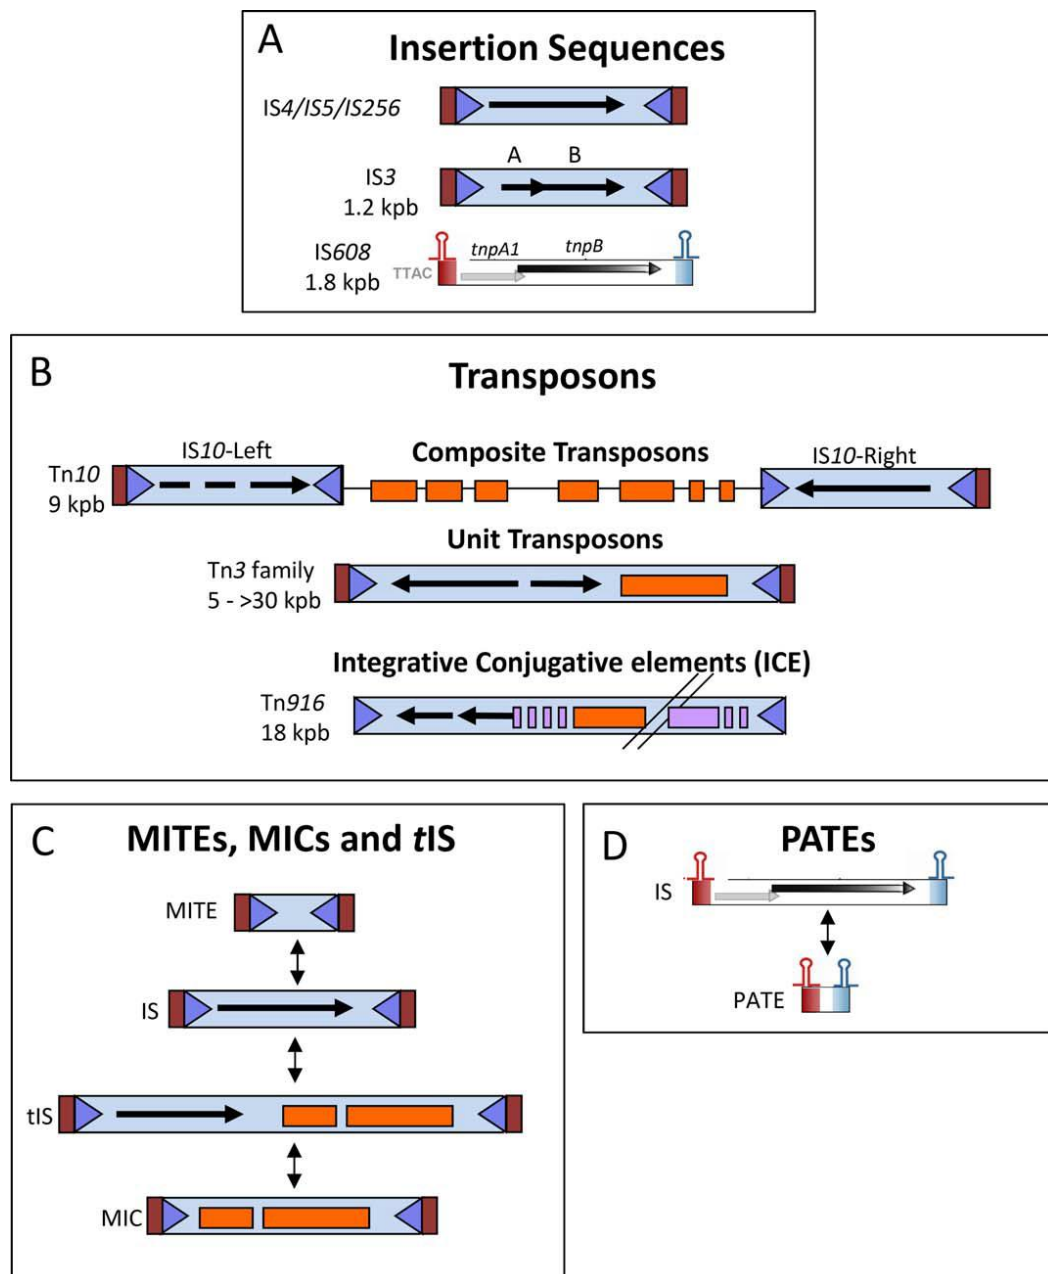 A
Insertion Sequences
IS4/IS5/IS256
A B
IS3
1.2 kpb
IS608
1.8 kpb
TTAC
tnpA1
tnpB
B
Transposons
IS10-Left
Composite Transposons
IS10-Right
Tn10
9 kpb
Unit Transposons
Tn3 family
5 - >30 kpb
Integrative Conjugative elements (ICE)
Tn916
18 kpb
C
MITEs, MICs and tIS
MITE
IS
tIS
MIC
D
PATEs
IS
PATE